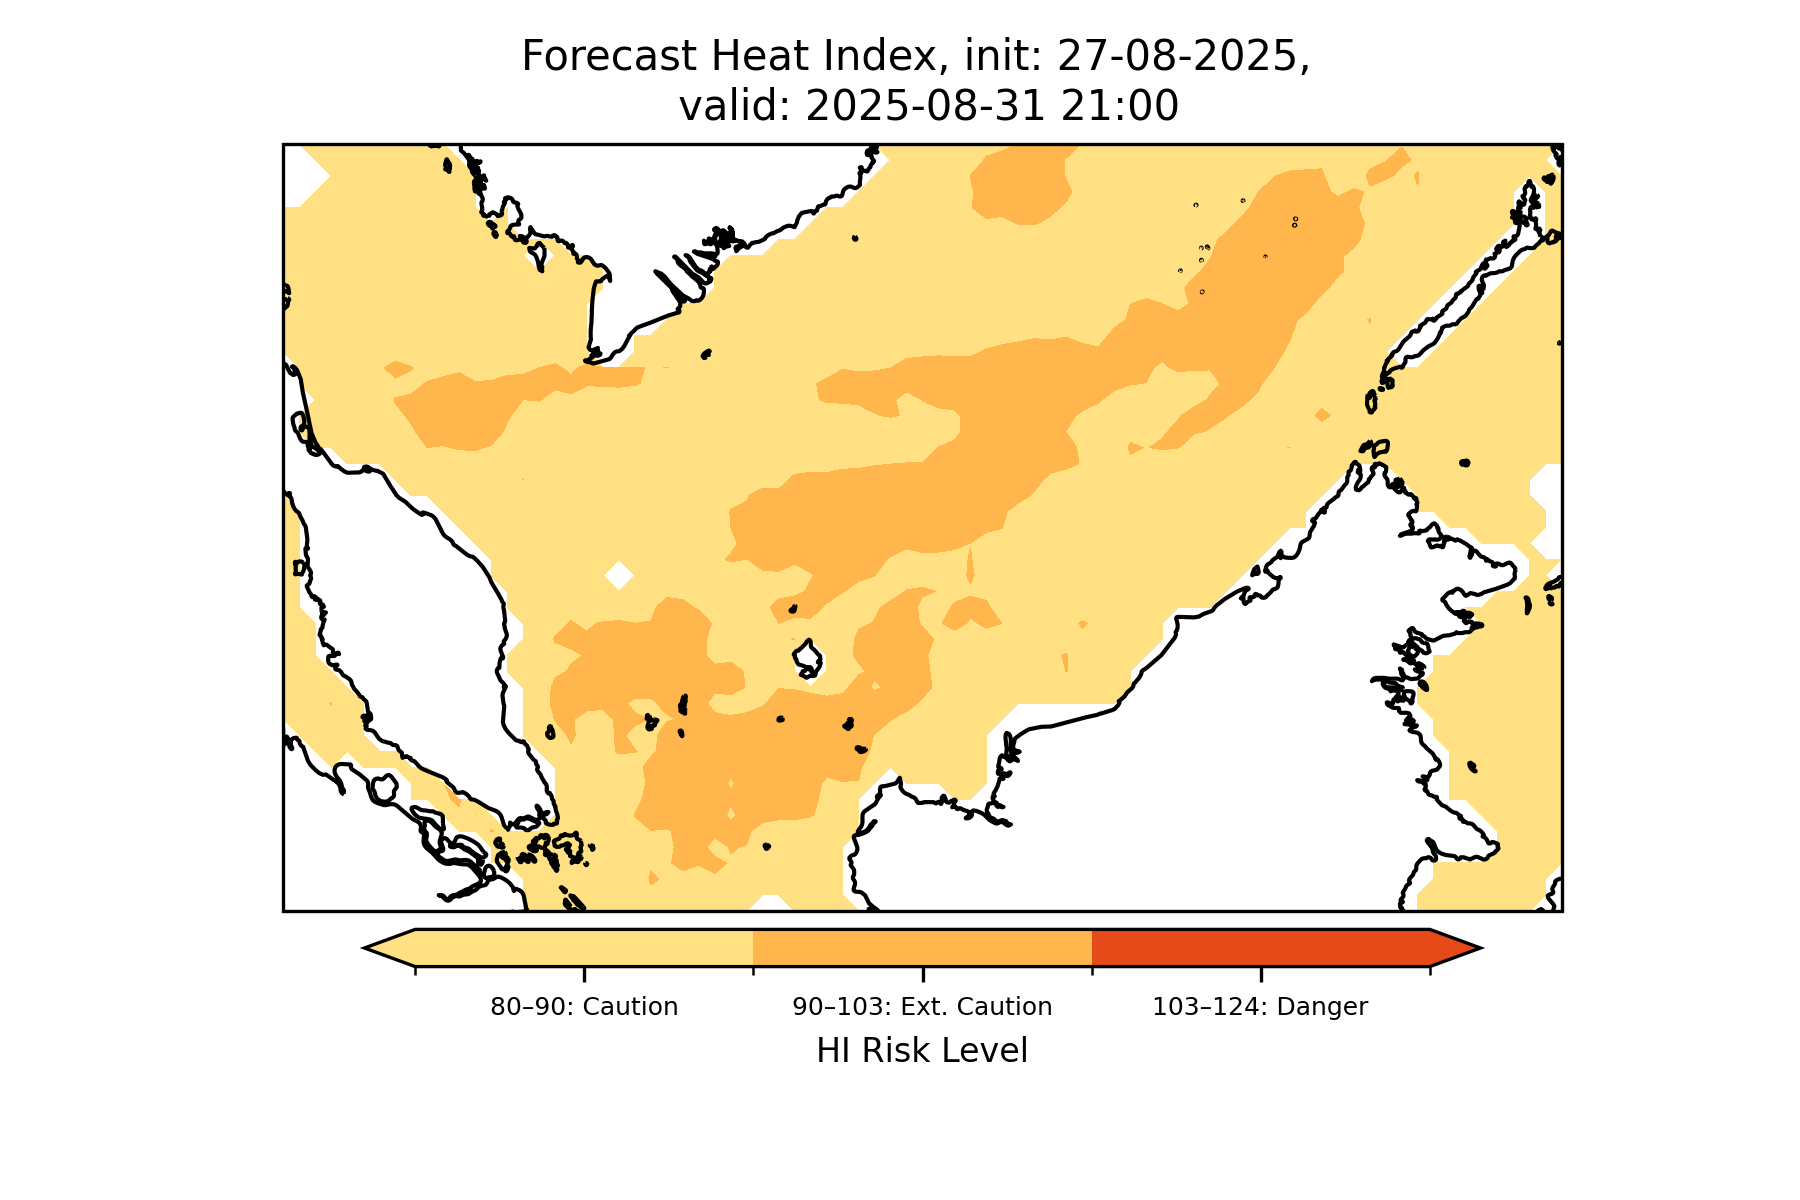 Forecast Heat Index, init: 27-08-2025,
valid: 2025-08-31 21:00
80–90: Caution
90–103: Ext. Caution
103–124: Danger
HI Risk Level